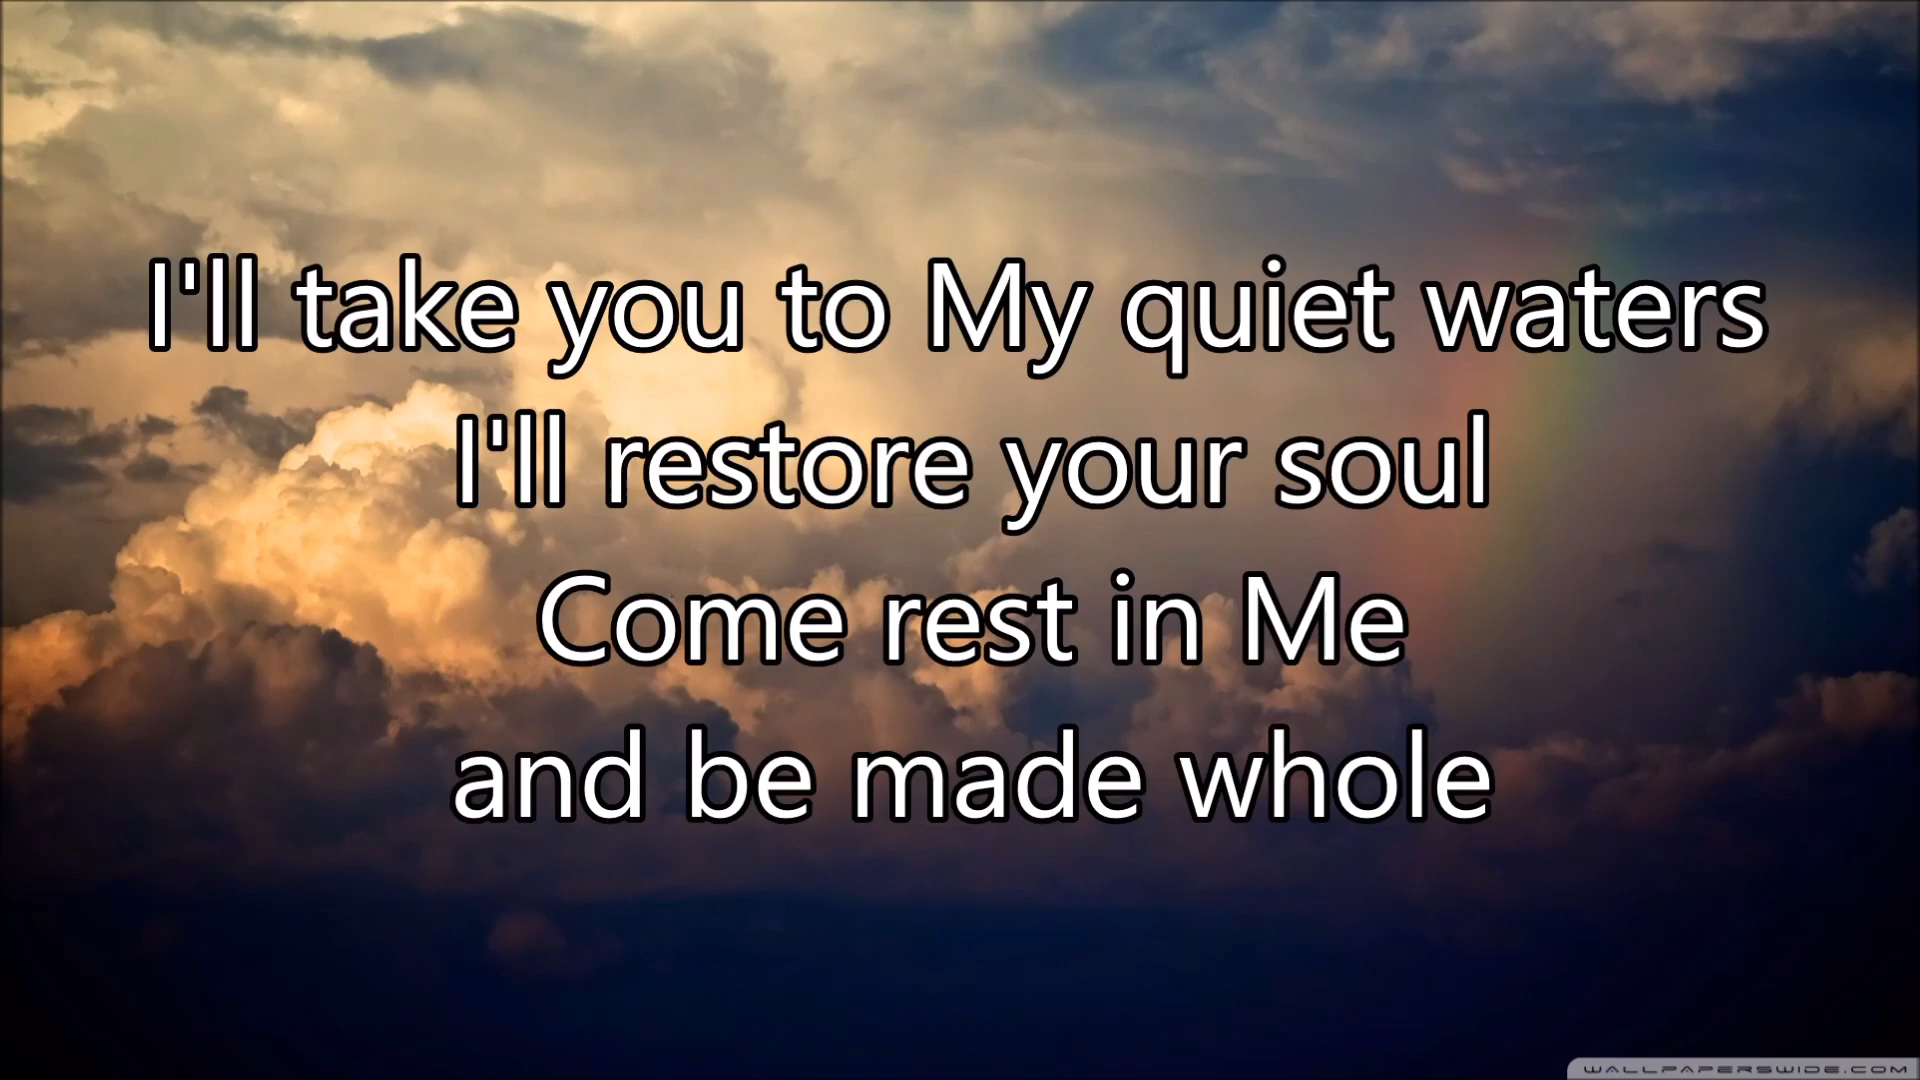 I'll take you to My quiet waters
I'll restore your soul
Come rest in Me
and be made whole
WALLPAPERSWIDE.COM